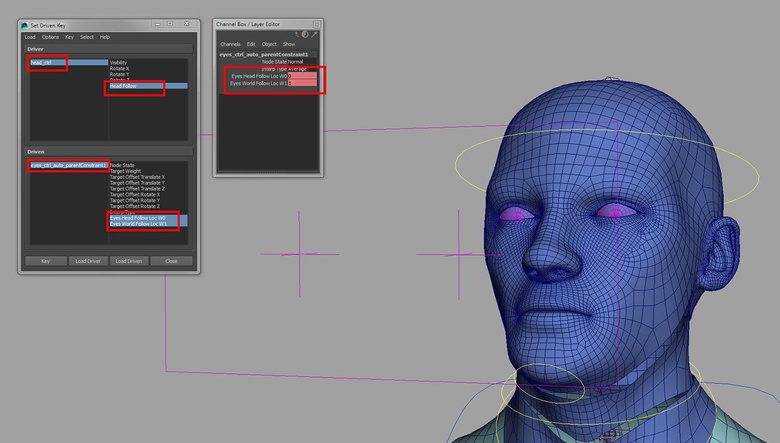 Set Driven Key
Load Options Key Select Help
Driver
head_ctrl
Visibility
Rotate X
Rotate Y
Rotate Z
Head Follow
Driven
eyes_ctrl_auto_parentConstraint1
Node State
Target Weight
Target Offset Translate X
Target Offset Translate Y
Target Offset Translate Z
Target Offset Rotate X
Target Offset Rotate Y
Target Offset Rotate Z
Interp Type
Eyes Head Follow Loc W0
Eyes World Follow Loc W1
Key Load Driver Load Driven Close
Channel Box / Layer Editor
Channels Edit Object Show
eyes_ctrl_auto_parentConstraint1
Node State Normal
Interp Type Average
Eyes Head Follow Loc W0
Eyes World Follow Loc W1